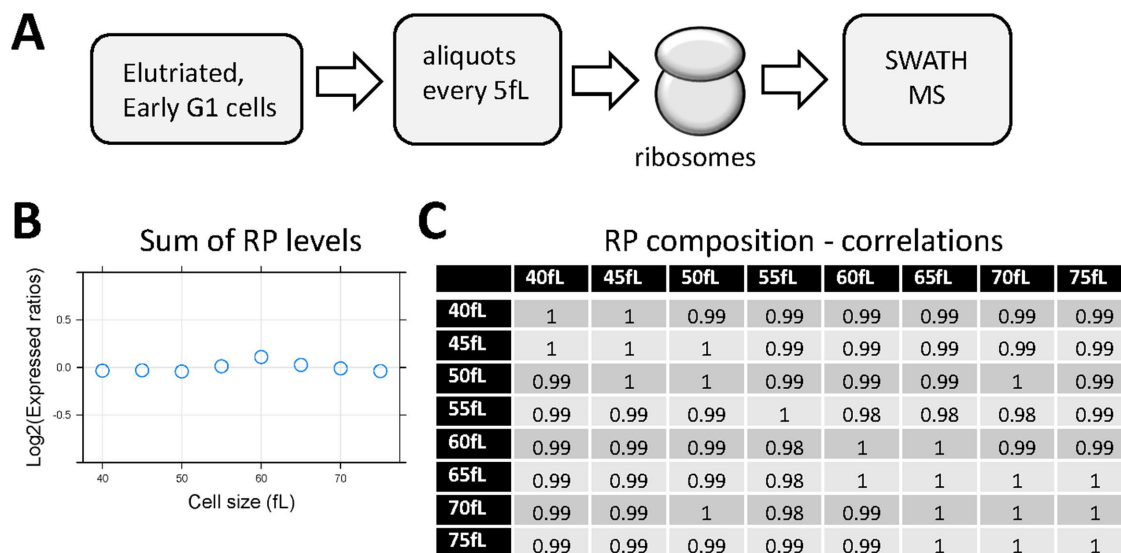 A
Elutriated,
Early G1 cells
aliquots
every 5fL
ribosomes
SWATH
MS
B
Sum of RP levels
Log2(Expressed ratios)
0.5
0.0
-0.5
40 50 60 70
Cell size (fL)
C
RP composition - correlations
40fL 45fL 50fL 55fL 60fL 65fL 70fL 75fL
40fL 1 1 0.99 0.99 0.99 0.99 0.99 0.99
45fL 1 1 1 0.99 0.99 0.99 0.99 0.99
50fL 0.99 1 1 0.99 0.99 0.99 1 0.99
55fL 0.99 0.99 0.99 1 0.98 0.98 0.98 0.99
60fL 0.99 0.99 0.99 0.98 1 1 0.99 0.99
65fL 0.99 0.99 0.99 0.98 1 1 1 1
70fL 0.99 0.99 1 0.98 0.99 1 1 1
75fL 0.99 0.99 0.99 0.99 0.99 1 1 1